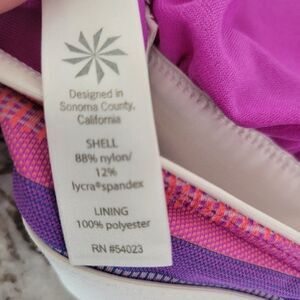 Designed in
Sonoma County,
California
SHELL
88% nylon/
12%
lycra®spandex
LINING
100% polyester
RN #54023